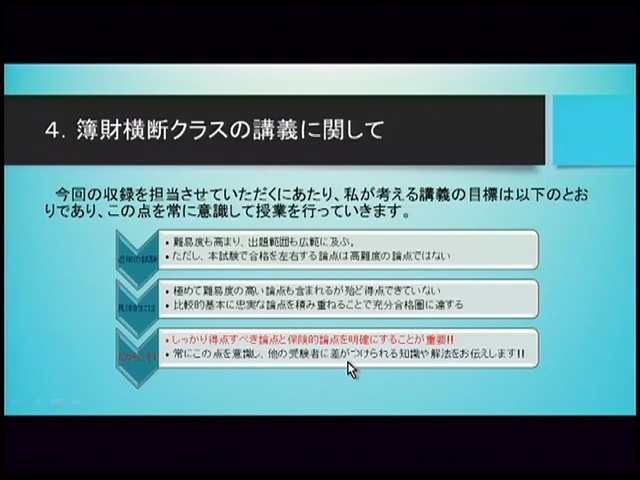 4．簿財横断クラスの講義に関して
今回の収録を担当させていただくにあたり、私が考える講義の目標は以下のとお
りであり、この点を常に意識して授業を行っていきます。
近年の試験
• 難易度も高まり、出題範囲も広範に及ぶ。
• ただし、本試験で合格を左右する論点は高難度の論点ではない
• 極めて難易度の高い論点も含まれるが殆ど得点できていない
• 比較的基本に忠実な論点を積み重ねることで充分合格圏に達する
• しっかり得点すべき論点と保険的論点を明確にすることが重要!!
• 常にこの点を意識し、他の受験者に差がつけられる知識や解法をお伝えします!!